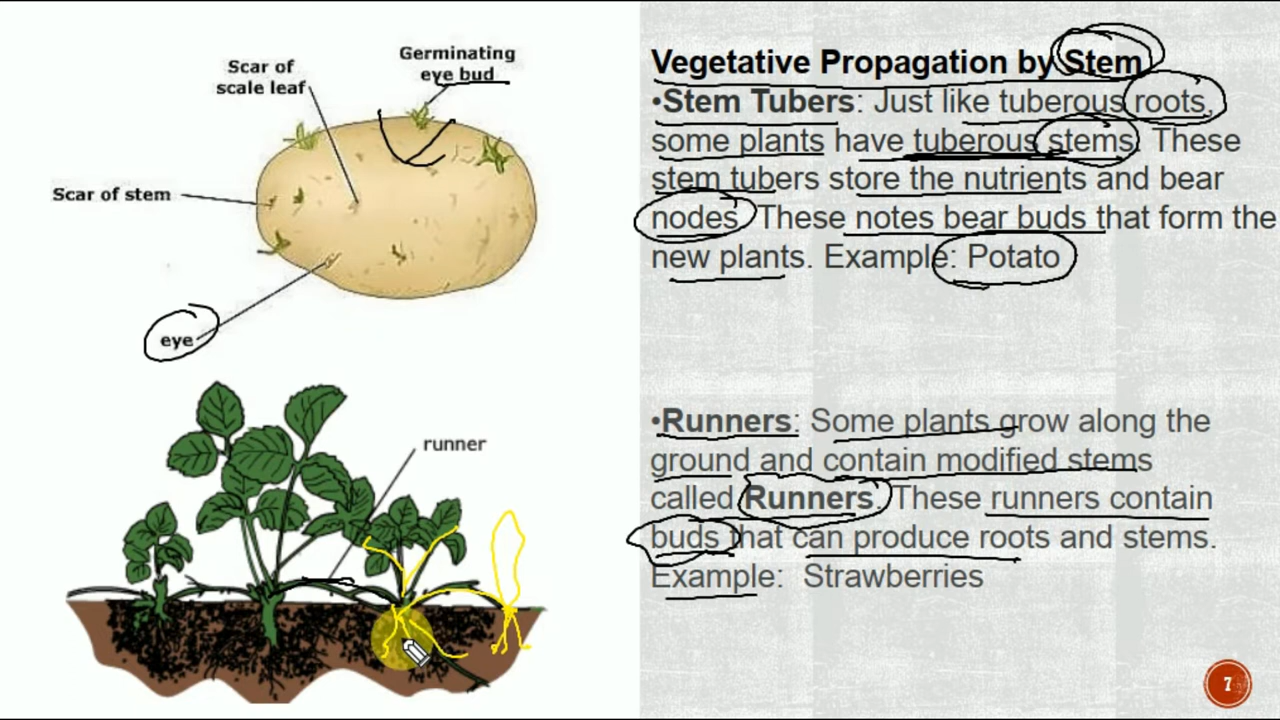 Germinating
eye bud
Scar of
scale leaf
Scar of stem
eye
runner
Vegetative Propagation by Stem
•Stem Tubers: Just like tuberous roots,
some plants have tuberous stems. These
stem tubers store the nutrients and bear
nodes. These notes bear buds that form the
new plants. Example: Potato
•Runners: Some plants grow along the
ground and contain modified stems
called Runners. These runners contain
buds that can produce roots and stems.
Example: Strawberries
7